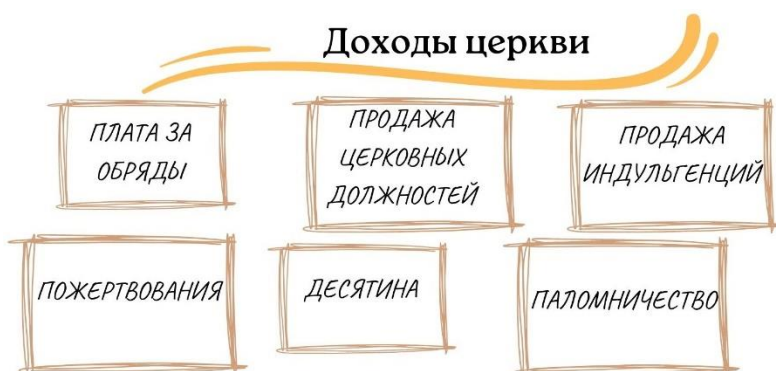 Доходы церкви
ПЛАТА ЗА
ОБРЯДЫ
ПРОДАЖА
ЦЕРКОВНЫХ
ДОЛЖНОСТЕЙ
ПРОДАЖА
ИНДУЛЬГЕНЦИЙ
ПОЖЕРТВОВАНИЯ
ДЕСЯТИНА
ПАЛОМНИЧЕСТВО